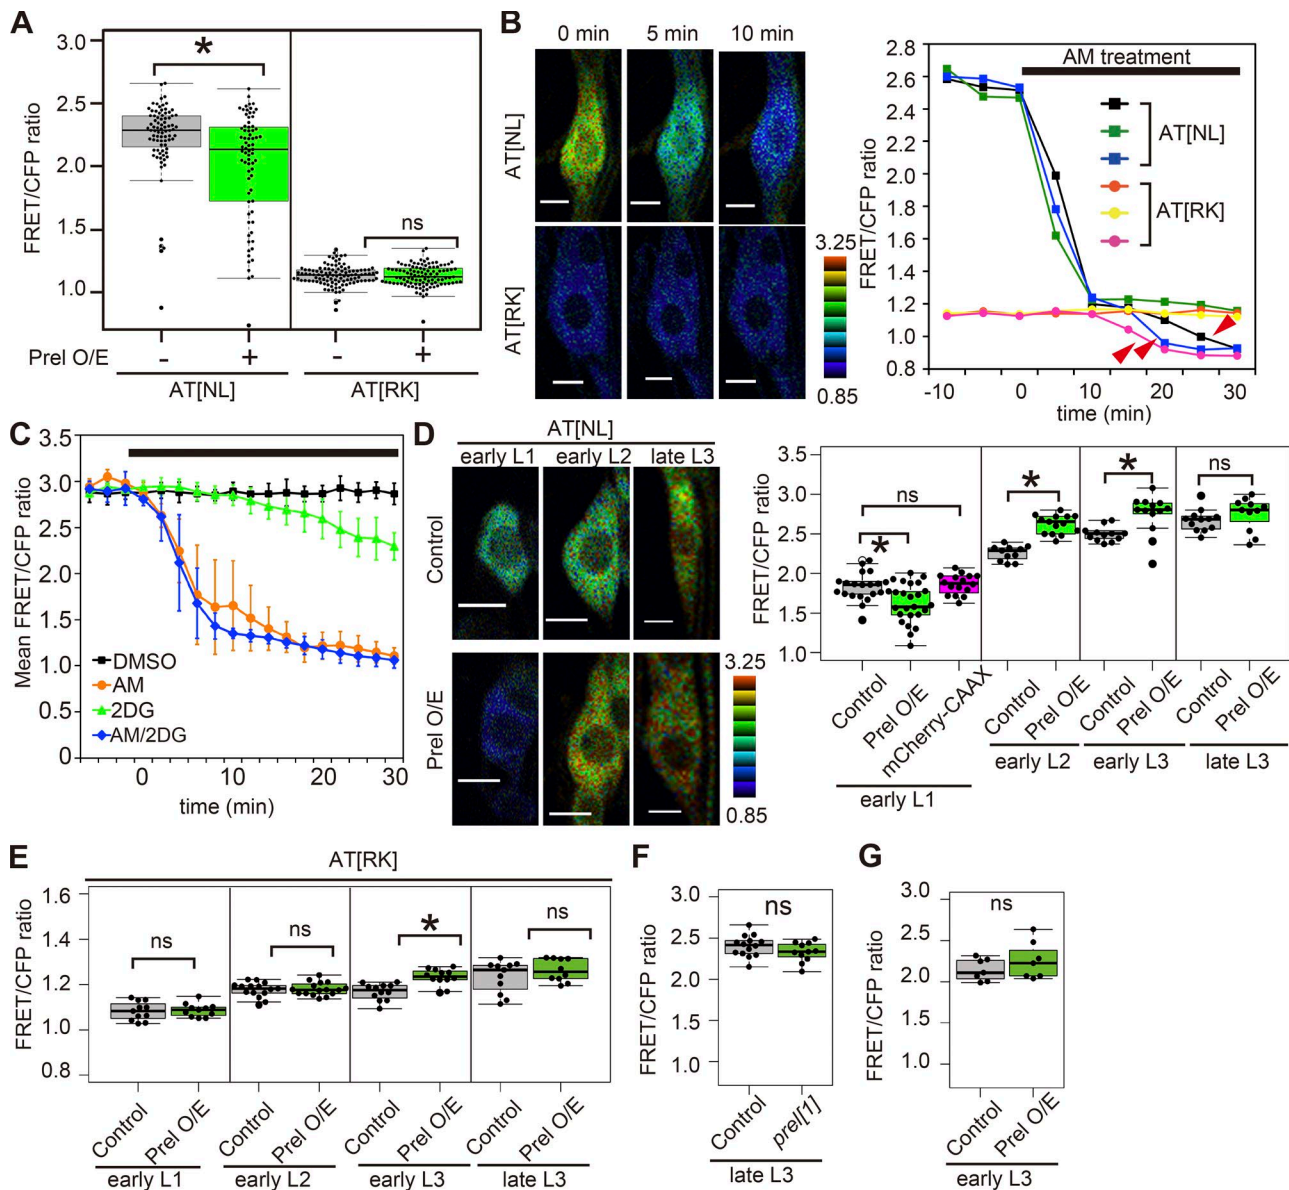 A
FRET/CFP ratio
3.0
2.5
2.0
1.5
1.0
*
ns
Prel O/E
- + - +
AT[NL] AT[RK]
B
0 min 5 min 10 min
AT[NL]
AT[RK]
3.25
0.85
FRET/CFP ratio
2.8
2.6
2.4
2.2
2.0
1.8
1.6
1.4
1.2
1.0
0.8
AM treatment
AT[NL]
AT[RK]
-10 0 10 20 30
time (min)
C
Mean FRET/CFP ratio
3.5
3.0
2.5
2.0
1.5
1.0
0.5
0
DMSO
AM
2DG
AM/2DG
0 10 20 30
time (min)
D
AT[NL]
early L1 early L2 late L3
Control
Prel O/E
3.25
0.85
FRET/CFP ratio
3.5
3.0
2.5
2.0
1.5
1.0
ns
*
*
*
ns
Control Prel O/E mCherry-CAAX Control Prel O/E Control Prel O/E Control Prel O/E
early L1 early L2 early L3 late L3
E
AT[RK]
FRET/CFP ratio
1.6
1.4
1.2
1.0
0.8
ns ns * ns
Control Prel O/E Control Prel O/E Control Prel O/E Control Prel O/E
early L1 early L2 early L3 late L3
F
FRET/CFP ratio
3.0
2.5
2.0
1.5
1.0
ns
Control prel[1]
late L3
G
FRET/CFP ratio
3.0
2.5
2.0
1.5
1.0
ns
Control Prel O/E
early L3